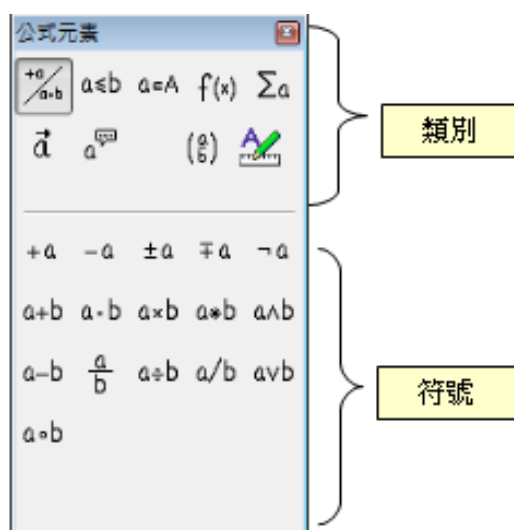 公式元素
+a/a·b a≤b a∈A f(x) Σa
類別
a⃗ a (a/b) A
+a −a ±a ∓a ¬a
a+b a·b a×b a∗b a∧b
a−b a/b a÷b a/b a∨b
符號
a∘b